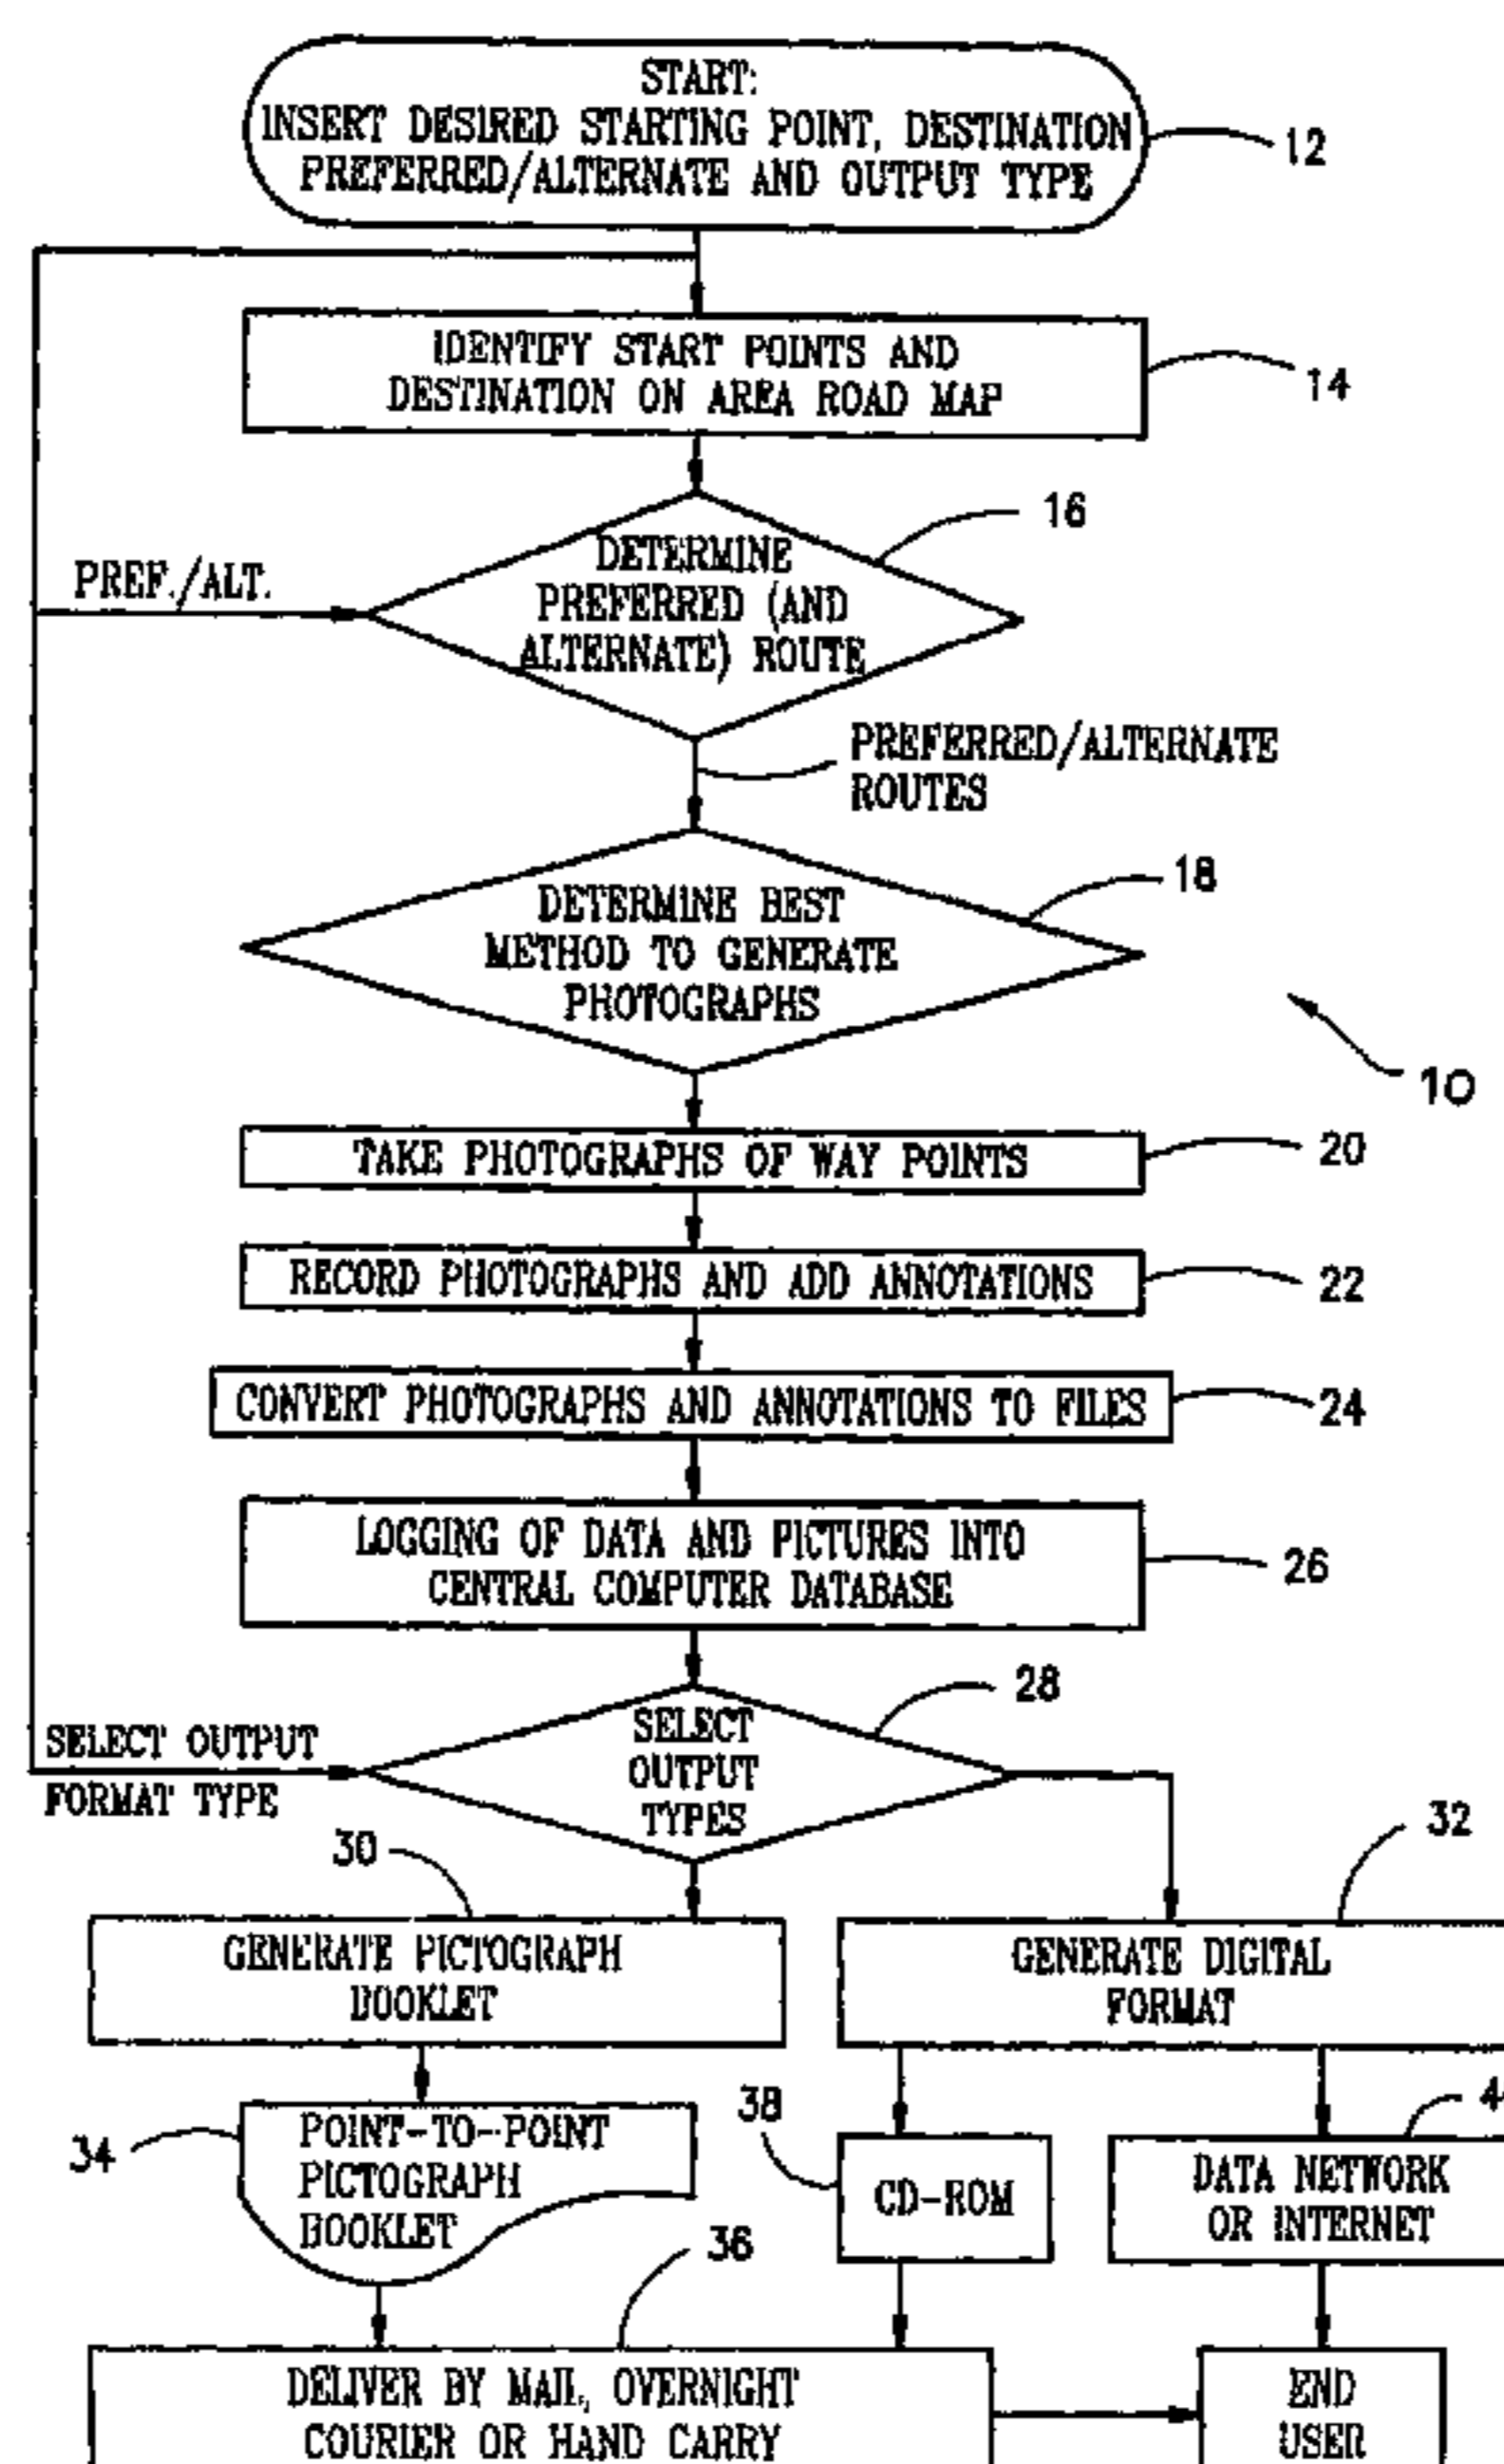 START:
INSERT DESIRED STARTING POINT, DESTINATION
PREFERRED/ALTERNATE AND OUTPUT TYPE
12
IDENTIFY START POINTS AND
DESTINATION ON AREA ROAD MAP
14
16
DETERMINE
PREFERRED (AND
ALTERNATE) ROUTE
PREF./ALT.
PREFERRED/ALTERNATE
ROUTES
18
DETERMINE BEST
METHOD TO GENERATE
PHOTOGRAPHS
10
TAKE PHOTOGRAPHS OF WAY POINTS
20
RECORD PHOTOGRAPHS AND ADD ANNOTATIONS
22
CONVERT PHOTOGRAPHS AND ANNOTATIONS TO FILES
24
LOGGING OF DATA AND PICTURES INTO
CENTRAL COMPUTER DATABASE
26
28
SELECT
OUTPUT
TYPES
SELECT OUTPUT
FORMAT TYPE
30
32
GENERATE PICTOGRAPH
BOOKLET
GENERATE DIGITAL
FORMAT
34
POINT-TO-POINT
PICTOGRAPH
BOOKLET
38
CD-ROM
DATA NETWORK
OR INTERNET
36
DELIVER BY MAIL, OVERNIGHT
COURIER OR HAND CARRY
END
USER